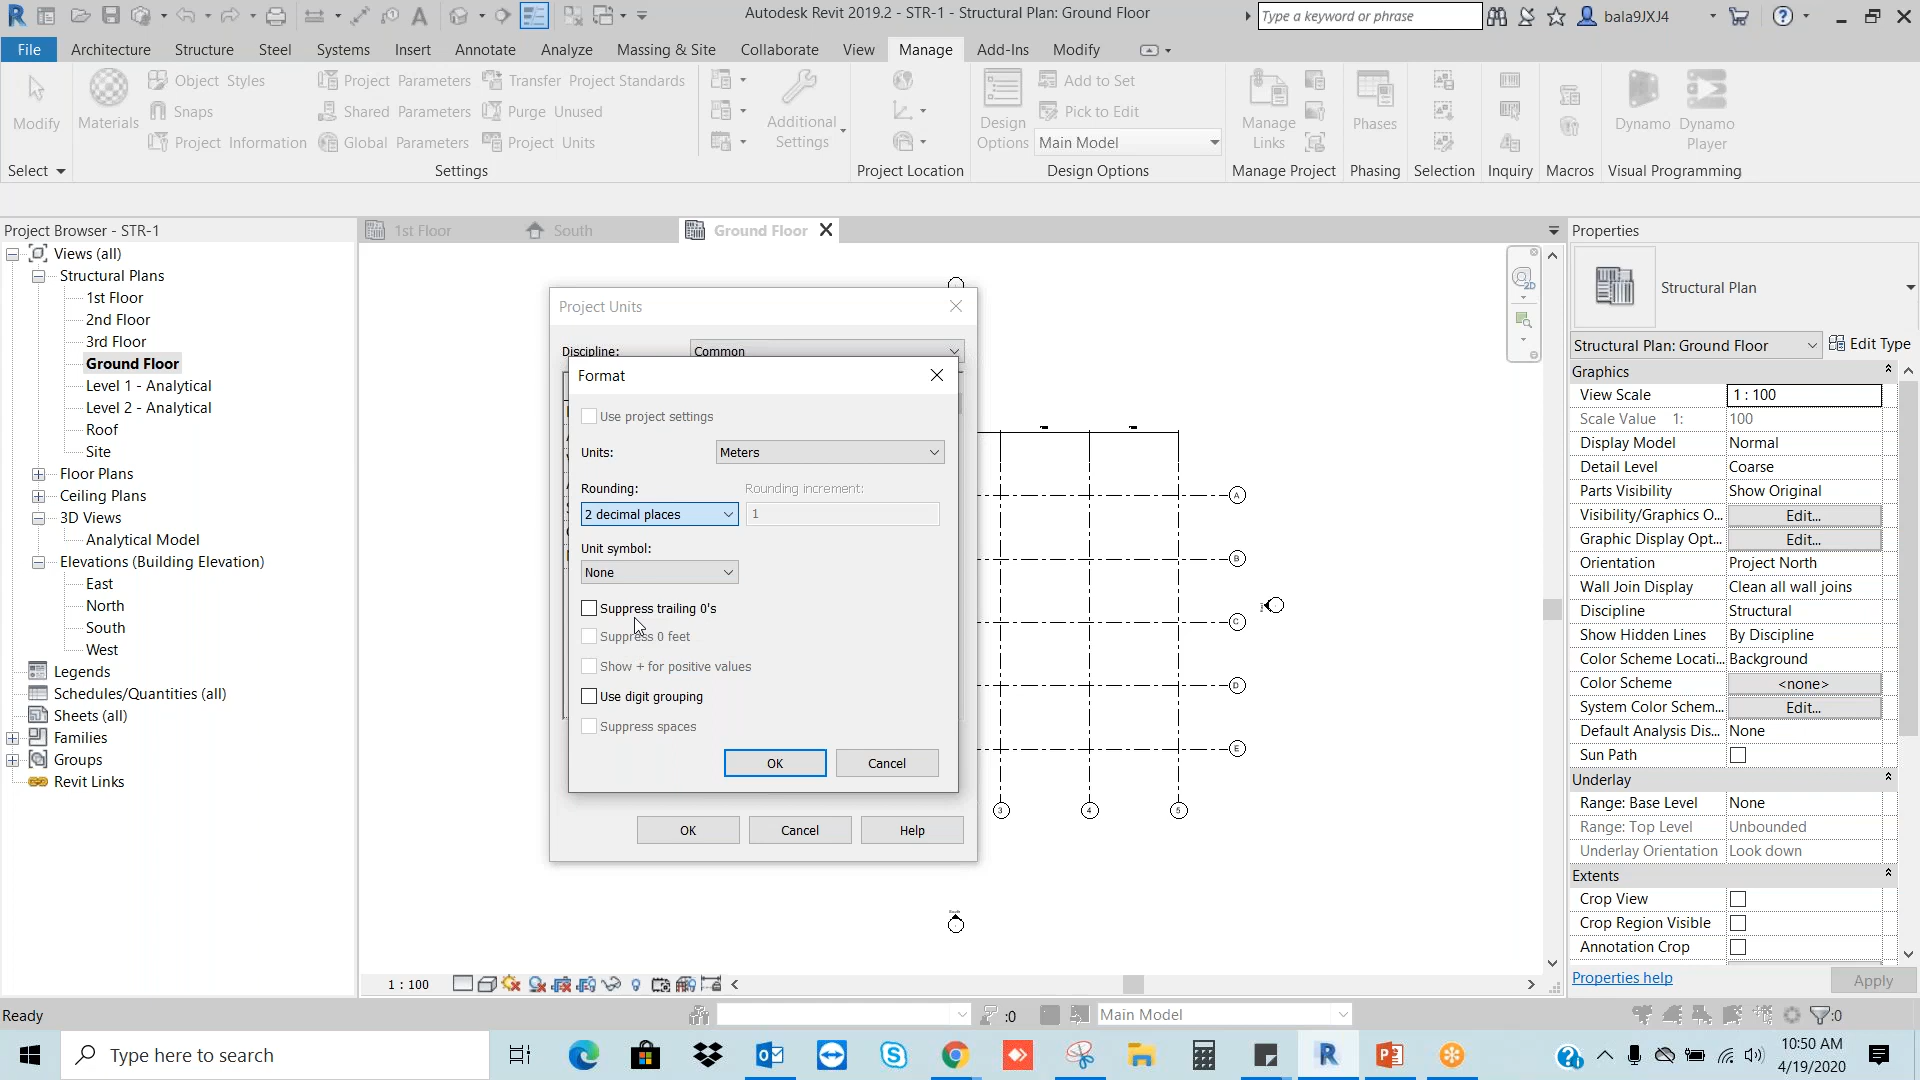 Autodesk Revit 2019.2 - STR-1 - Structural Plan: Ground Floor
Type a keyword or phrase
bala9JXJ4
File
Architecture
Structure
Steel
Systems
Insert
Annotate
Analyze
Massing & Site
Collaborate
View
Manage
Add-Ins
Modify
Modify
Materials
Object Styles
Snaps
Project Information
Project Parameters
Shared Parameters
Global Parameters
Transfer Project Standards
Purge Unused
Project Units
Additional
Settings
Design
Options
Add to Set
Pick to Edit
Main Model
Manage
Links
Phases
Dynamo
Dynamo
Player
Select
Settings
Project Location
Design Options
Manage Project
Phasing
Selection
Inquiry
Macros
Visual Programming
Project Browser - STR-1
Views (all)
Structural Plans
1st Floor
2nd Floor
3rd Floor
Ground Floor
Level 1 - Analytical
Level 2 - Analytical
Roof
Site
Floor Plans
Ceiling Plans
3D Views
Analytical Model
Elevations (Building Elevation)
East
North
South
West
Legends
Schedules/Quantities (all)
Sheets (all)
Families
Groups
Revit Links
1st Floor
South
Ground Floor
Project Units
Discipline:
Common
Format
Use project settings
Units:
Meters
Rounding:
Rounding increment:
2 decimal places
1
Unit symbol:
None
Suppress trailing 0's
Suppress 0 feet
Show + for positive values
Use digit grouping
Suppress spaces
OK
Cancel
OK
Cancel
Help
A
B
C
D
E
3
4
5
2D
Properties
Structural Plan
Structural Plan: Ground Floor
Edit Type
Graphics
View Scale
1 : 100
Scale Value 1:
100
Display Model
Normal
Detail Level
Coarse
Parts Visibility
Show Original
Visibility/Graphics O...
Edit...
Graphic Display Opt...
Edit...
Orientation
Project North
Wall Join Display
Clean all wall joins
Discipline
Structural
Show Hidden Lines
By Discipline
Color Scheme Locati...
Background
Color Scheme
<none>
System Color Schem...
Edit...
Default Analysis Dis...
None
Sun Path
Underlay
Range: Base Level
None
Range: Top Level
Unbounded
Underlay Orientation
Look down
Extents
Crop View
Crop Region Visible
Annotation Crop
Properties help
Apply
1 : 100
Ready
:0
Main Model
:0
Type here to search
10:50 AM
4/19/2020